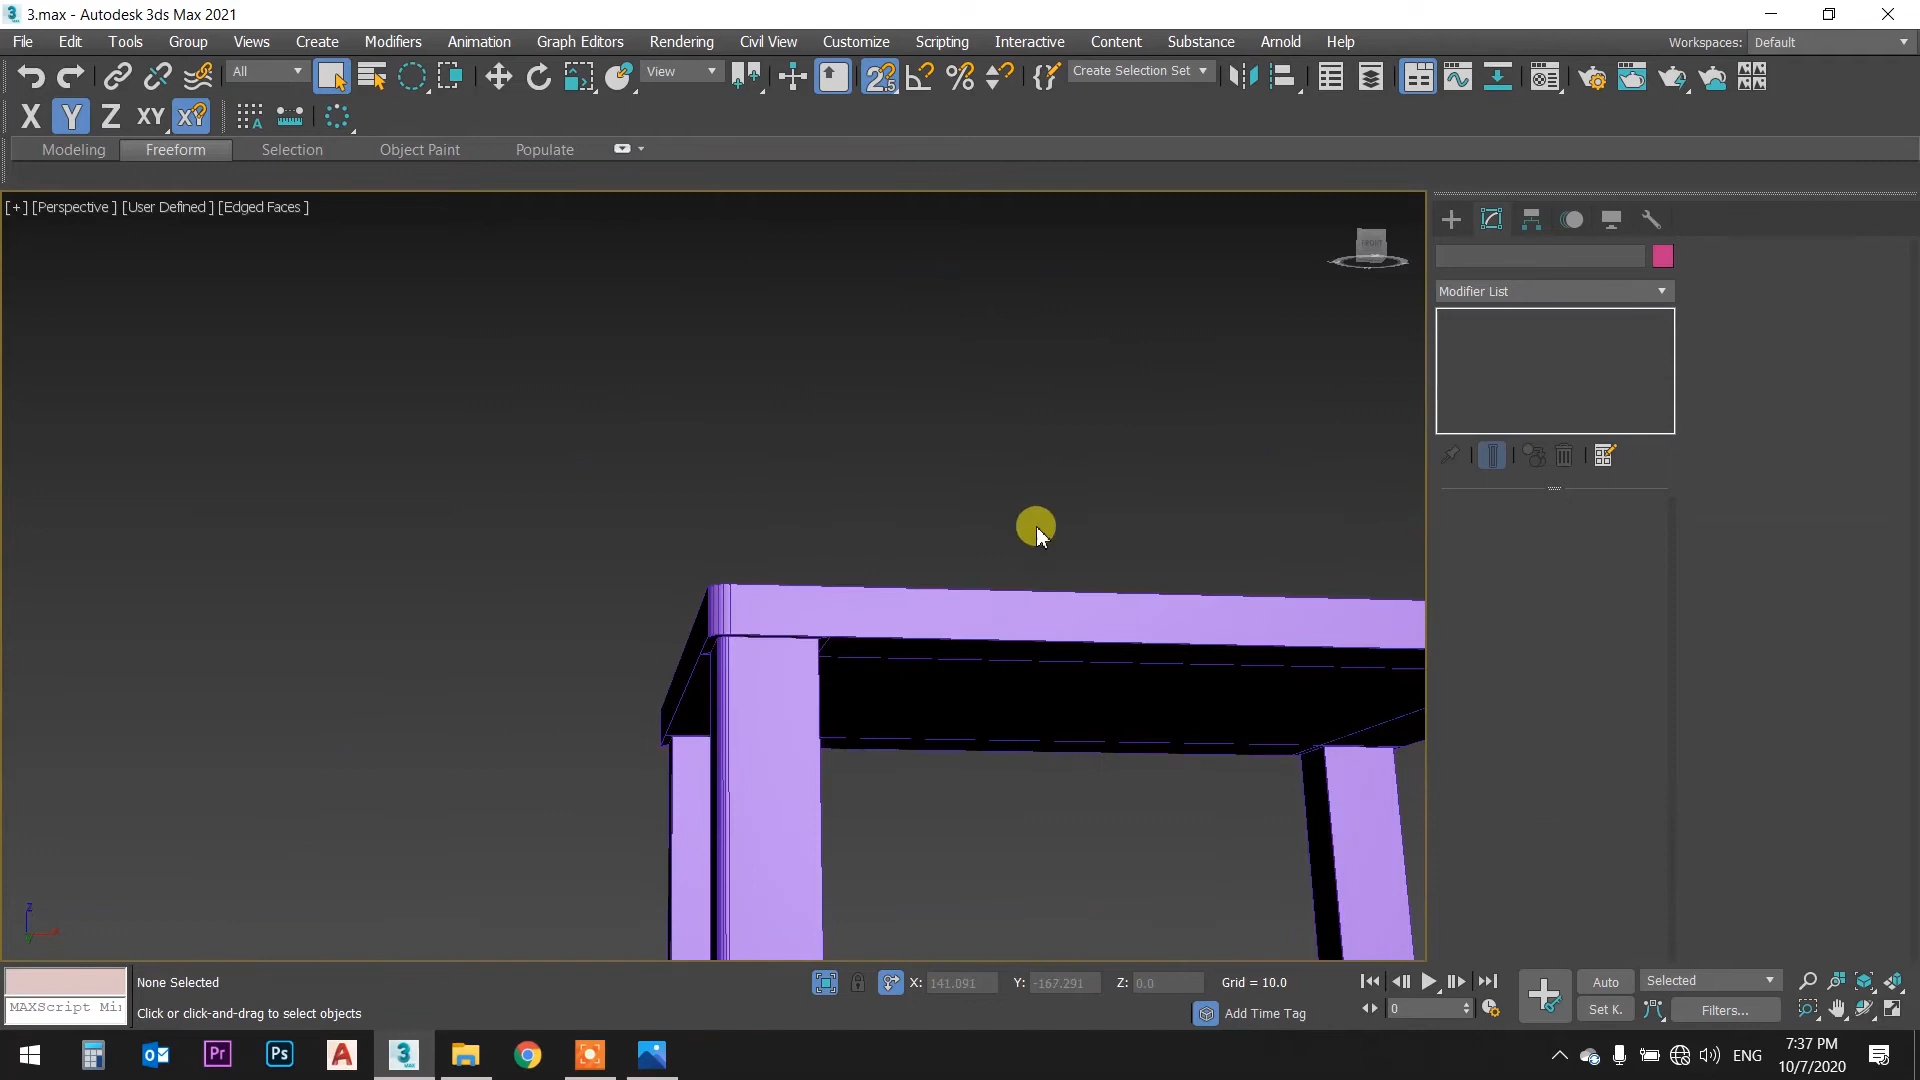 3.max - Autodesk 3ds Max 2021
File Edit Tools Group Views Create Modifiers Animation Graph Editors Rendering Civil View Customize Scripting Interactive Content Substance Arnold Help Workspaces: Default
All View Create Selection Set
X Y Z XY XY
Modeling Freeform Selection Object Paint Populate
[+] [Perspective ] [User Defined ] [Edged Faces ]
FRONT
Modifier List
z
x
y
None Selected X: 141.091 Y: -167.291 Z: 0.0 Grid = 10.0 Auto Selected
MAXScript Mi
Click or click-and-drag to select objects Add Time Tag 0 Set K. Filters...
ENG 7:37 PM
10/7/2020